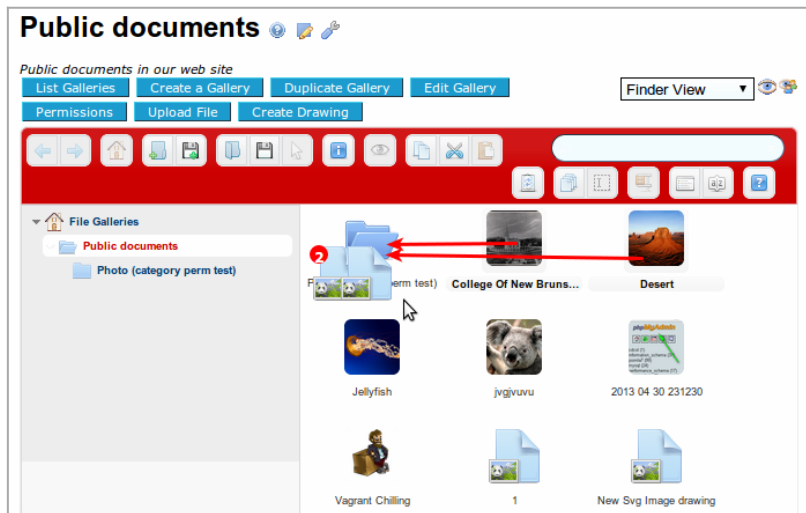 Public documents
Public documents in our web site
List Galleries Create a Gallery Duplicate Gallery Edit Gallery
Finder View
Permissions Upload File Create Drawing
File Galleries
Public documents
Photo (category perm test)
2
P erm test) College Of New Bruns... Desert
phpMyAdmin
Jellyfish jvgjvuvu 2013 04 30 231230
Vagrant Chilling 1 New Svg Image drawing